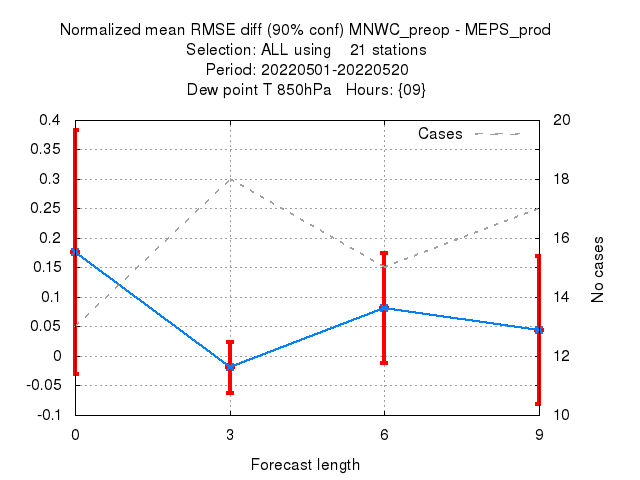 Normalized mean RMSE diff (90% conf) MNWC_preop - MEPS_prod
Selection: ALL using 21 stations
Period: 20220501-20220520
Dew point T 850hPa Hours: {09}
Cases
0.4
0.35
0.3
0.25
0.2
0.15
0.1
0.05
0
-0.05
-0.1
20
18
16
14
12
10
No cases
0 3 6 9
Forecast length